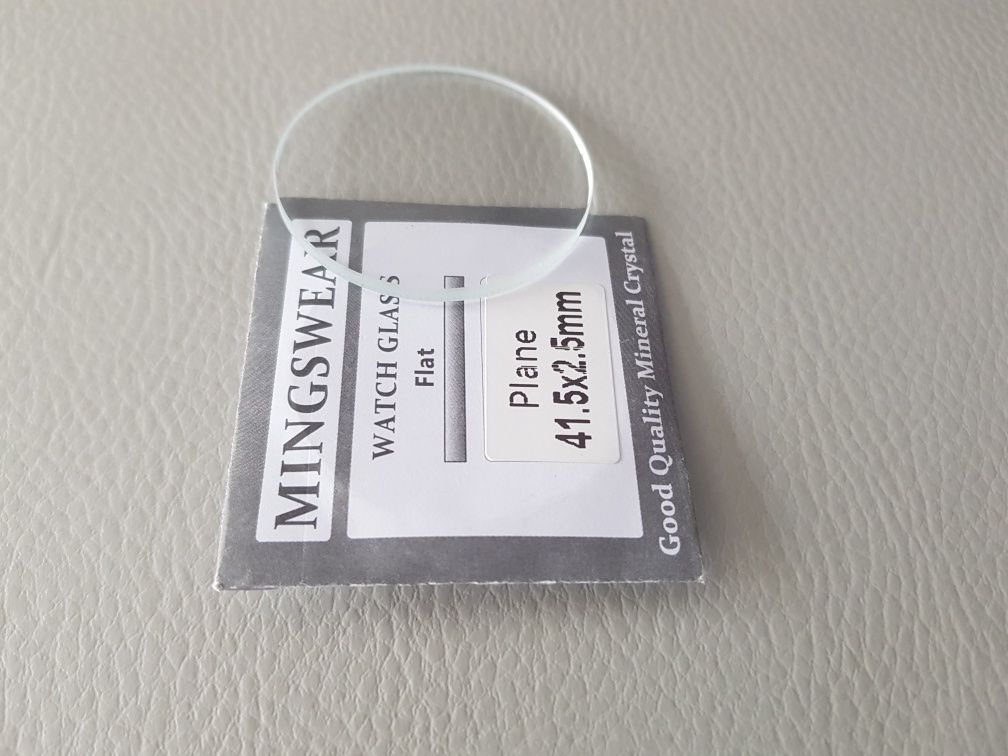 MINGSWEAR
WATCH GLASS
Flat
Plane
41.5x2.5mm
Good Quality Mineral Crystal